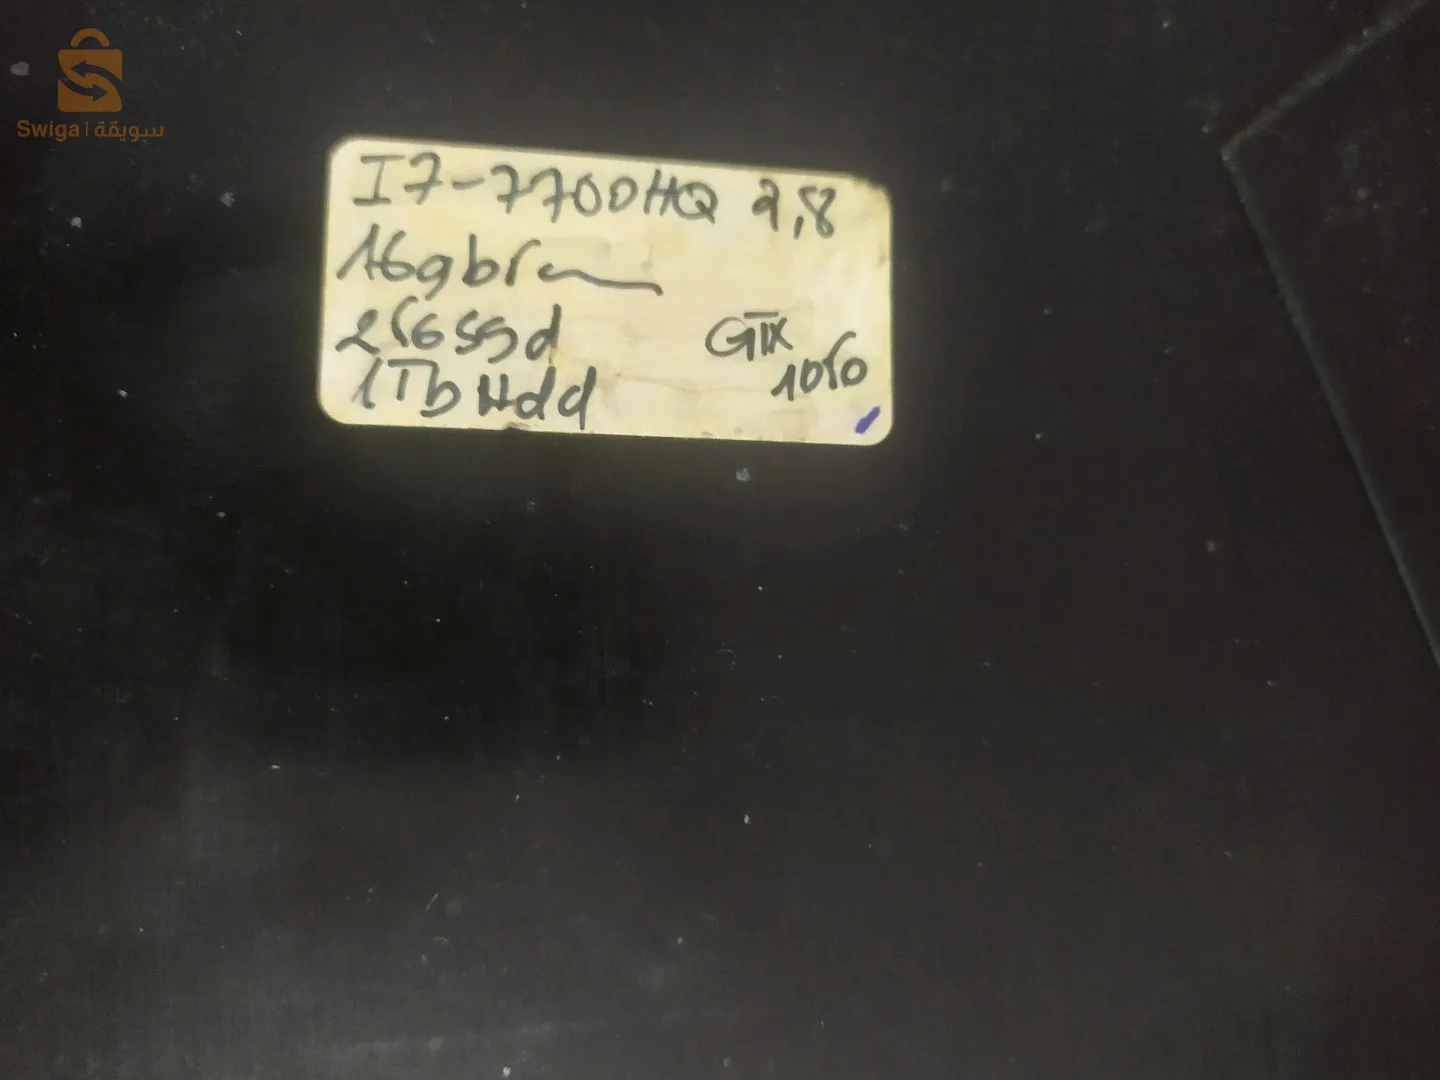 Swiga | سويقة
I7-7700HQ 2,8
16gbram
256ssd
1Tb Hdd
GTX
1050